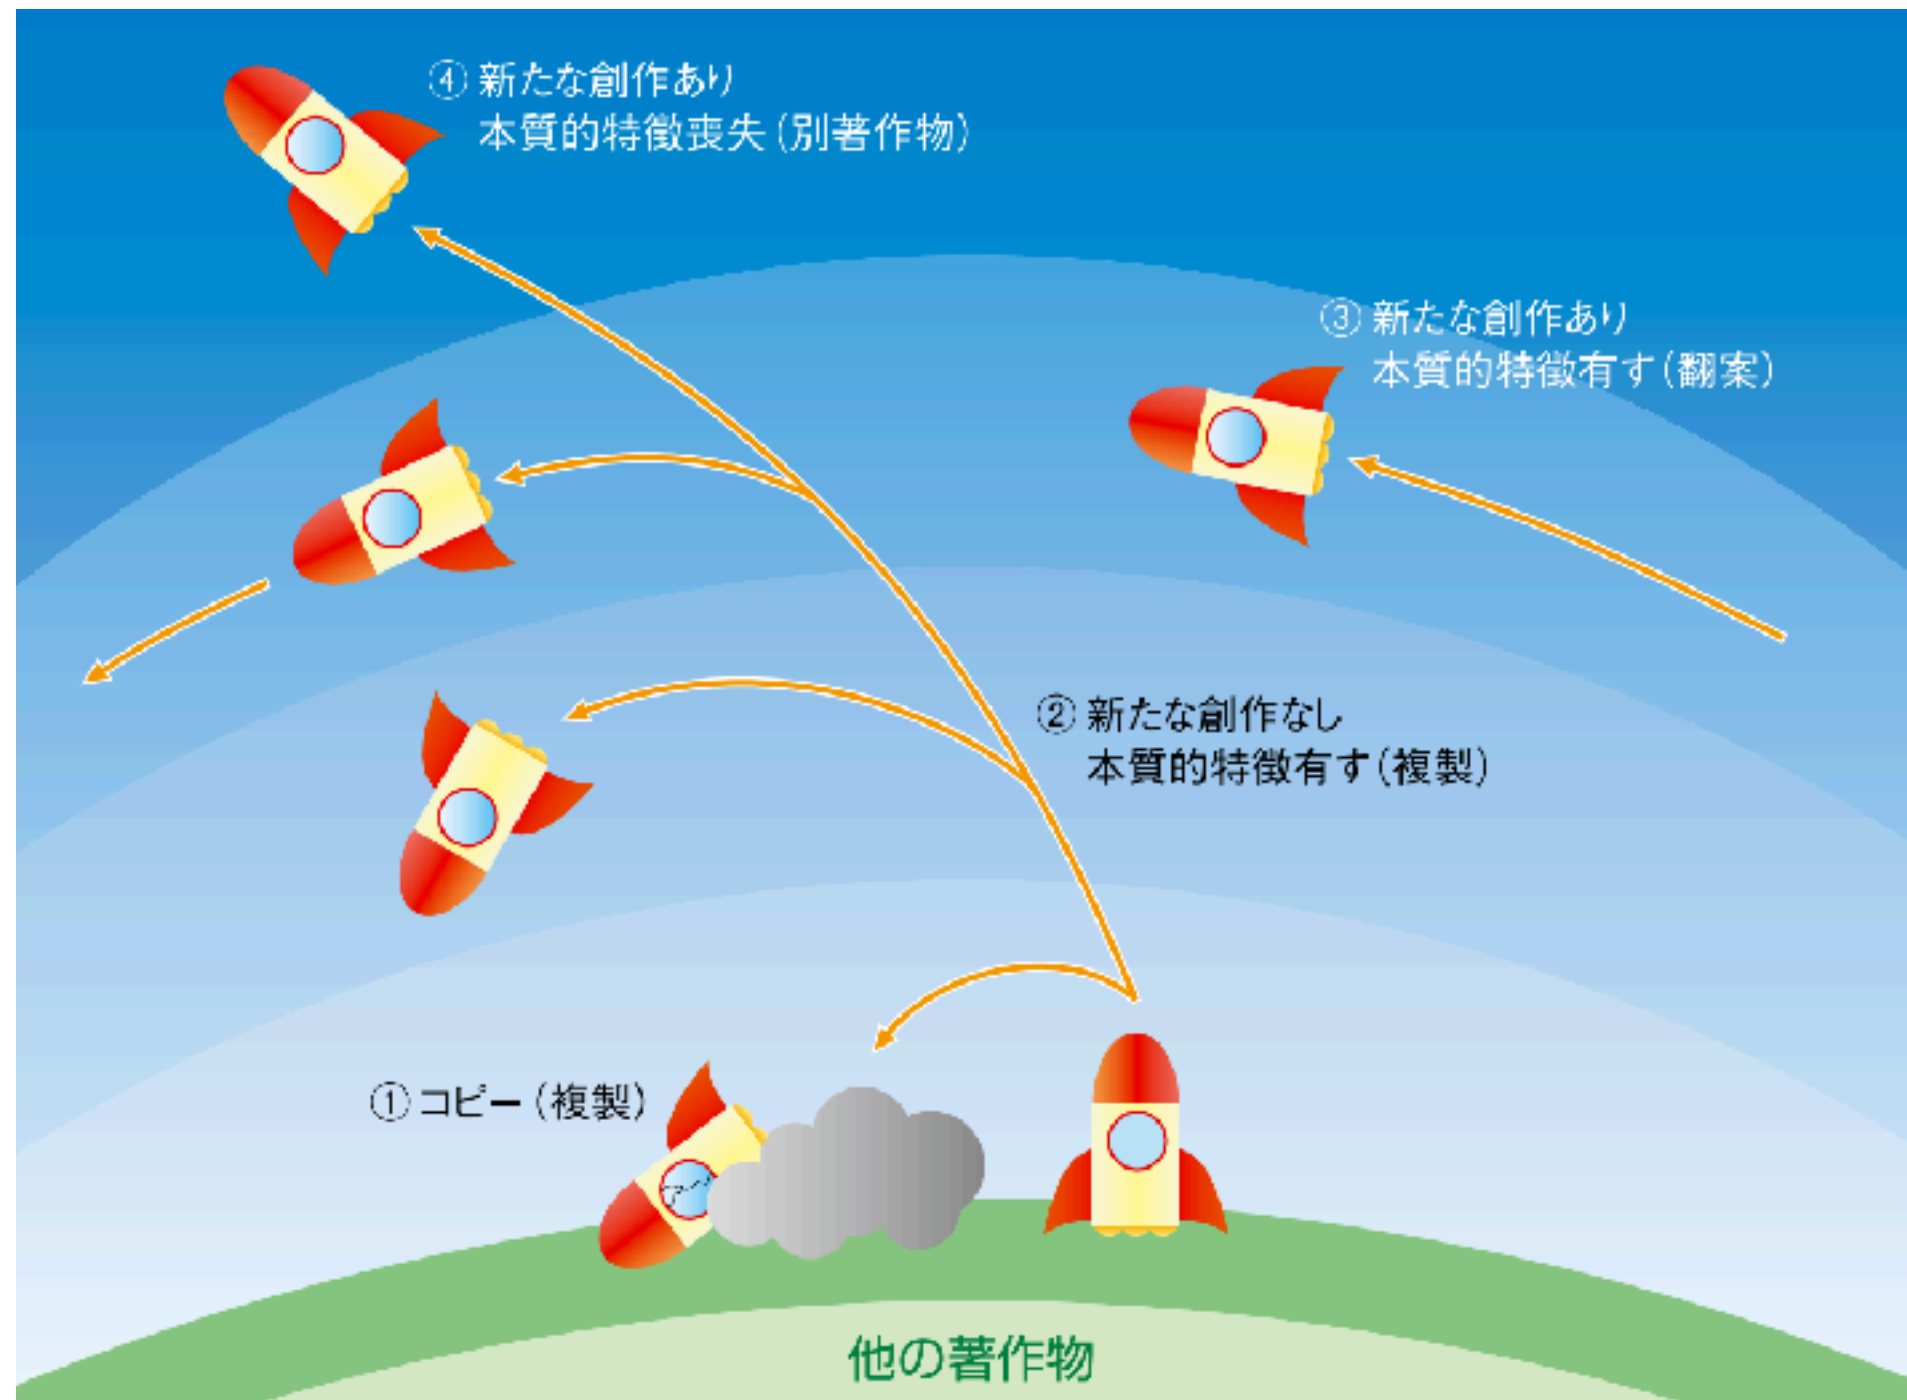 ④ 新たな創作あり
本質的特徴喪失(別著作物)
③ 新たな創作あり
本質的特徴有す(翻案)
② 新たな創作なし
本質的特徴有す(複製)
① コピー(複製)
他の著作物